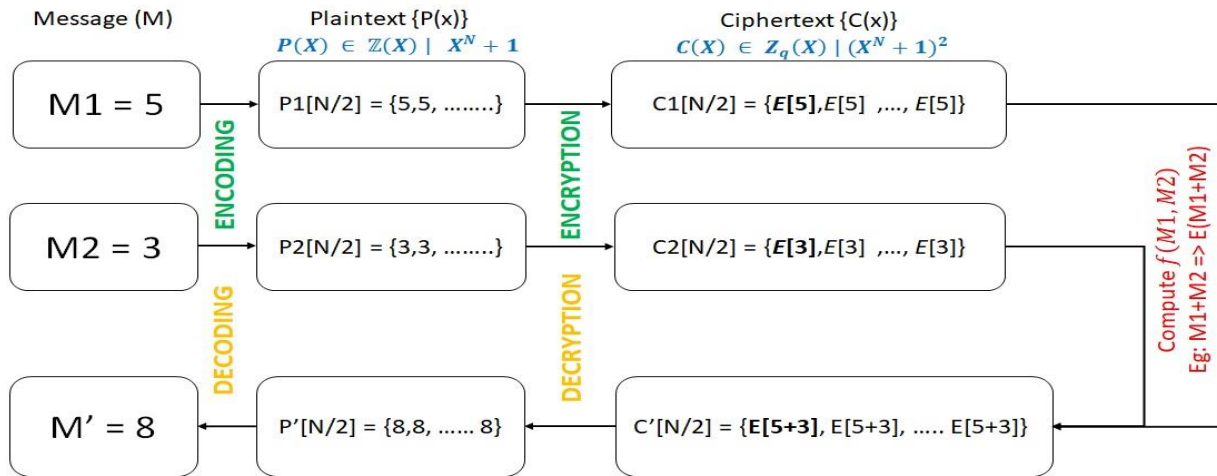 Message (M)
Plaintext {P(x)}
Ciphertext {C(x)}
P(X) ∈ ℤ(X) | X^N + 1
C(X) ∈ Z_q(X) | (X^N + 1)^2
M1 = 5
P1[N/2] = {5,5, ........}
C1[N/2] = {E[5],E[5] ,..., E[5]}
ENCODING
ENCRYPTION
M2 = 3
P2[N/2] = {3,3, ........}
C2[N/2] = {E[3],E[3] ,..., E[3]}
Compute f(M1, M2)
Eg: M1+M2 => E(M1+M2)
DECODING
DECRYPTION
M' = 8
P'[N/2] = {8,8, ...... 8}
C'[N/2] = {E[5+3], E[5+3], ..... E[5+3]}